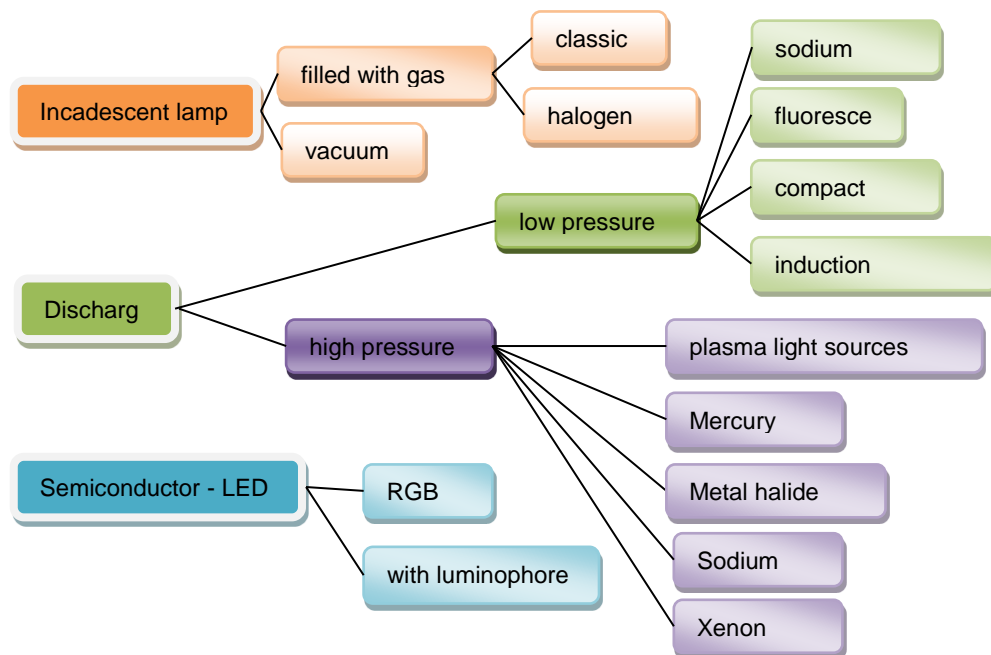 Incadescent lamp
filled with gas
classic
halogen
vacuum
Discharg
low pressure
sodium
fluoresce
compact
induction
high pressure
plasma light sources
Mercury
Metal halide
Sodium
Xenon
Semiconductor - LED
RGB
with luminophore